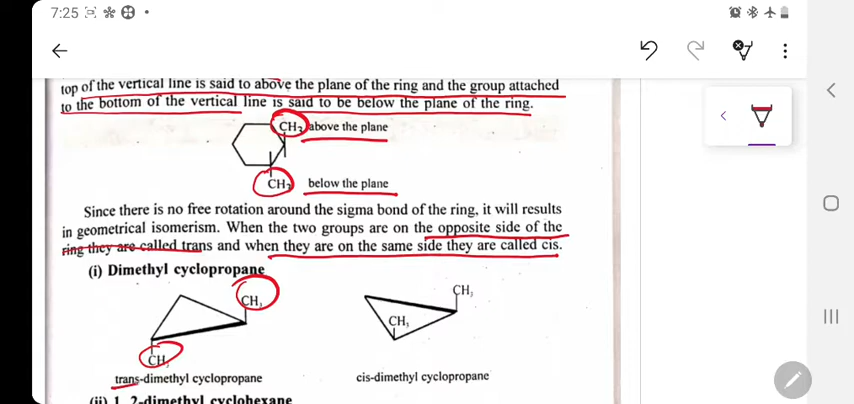 7:25
top of the vertical line is said to above the plane of the ring and the group attached
to the bottom of the vertical line is said to be below the plane of the ring.
CH3 above the plane
CH3 below the plane
Since there is no free rotation around the sigma bond of the ring, it will results
in geometrical isomerism. When the two groups are on the opposite side of the
ring they are called trans and when they are on the same side they are called cis.
(i) Dimethyl cyclopropane
CH3
CH3
CH3
CH3
trans-dimethyl cyclopropane cis-dimethyl cyclopropane
(ii) 1, 2-dimethyl cyclohexane